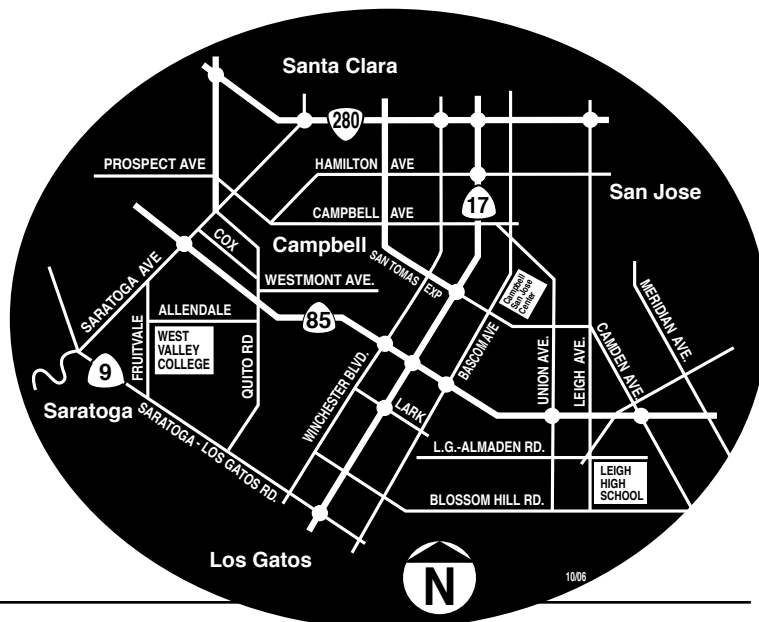 Santa Clara
280
PROSPECT AVE
HAMILTON AVE
San Jose
17
CAMPBELL AVE
COX
Campbell
SAN TOMAS EXP
Campbell
San Jose
Center
WESTMONT AVE.
SARATOGA AVE
MERIDIAN AVE.
ALLENDALE
85
FRUITVALE
WEST
VALLEY
COLLEGE
QUITO RD
BASCOM AVE
UNION AVE.
LEIGH AVE.
CAMDEN AVE.
9
WINCHESTER BLVD.
Saratoga
LARK
SARATOGA - LOS GATOS RD.
L.G.-ALMADEN RD.
LEIGH
HIGH
SCHOOL
BLOSSOM HILL RD.
Los Gatos
N
10/06